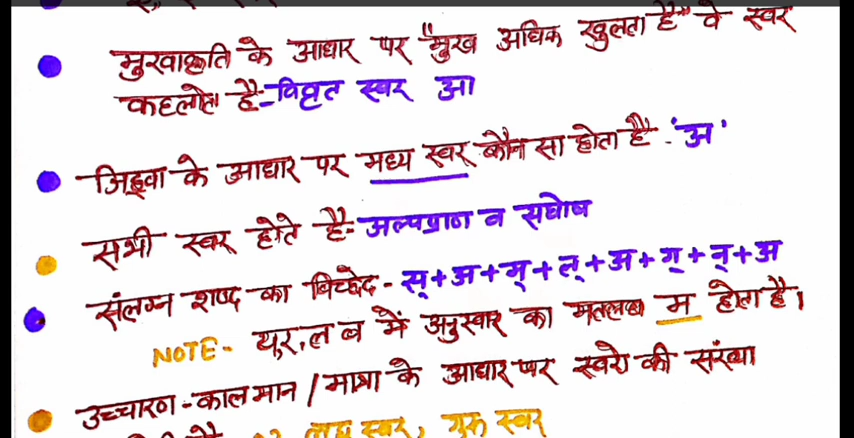 मुखाकृति के आधार पर "मुख अधिक खुलता है" वे स्वर
कहलाते है-विवृत स्वर आ
जिह्वा के आधार पर मध्य स्वर कौन सा होता है - 'अ'
सभी स्वर होते है- अल्पप्राण व सघोष
संलग्न शब्द का विच्छेद - स्+अ+म्+ल्+अ+ग्+न्+अ
NOTE- य,र,ल व में अनुस्वार का मतलब म होता है।
उच्चारण-कालमान/मात्रा के आधार पर स्वरो की संख्या
लघु स्वर, गुरु स्वर